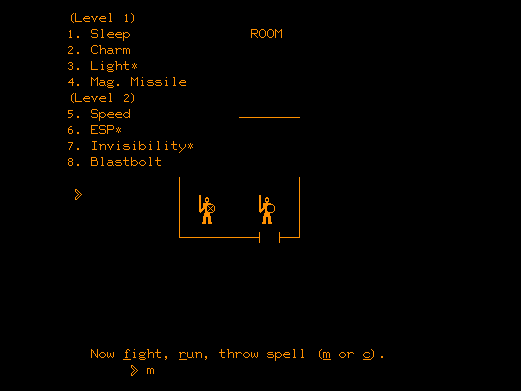 (Level 1)
1. Sleep
ROOM
2. Charm
3. Light*
4. Mag. Missile
(Level 2)
5. Speed
6. ESP*
7. Invisibility*
8. Blastbolt
>
Now fight, run, throw spell (m or c).
> m